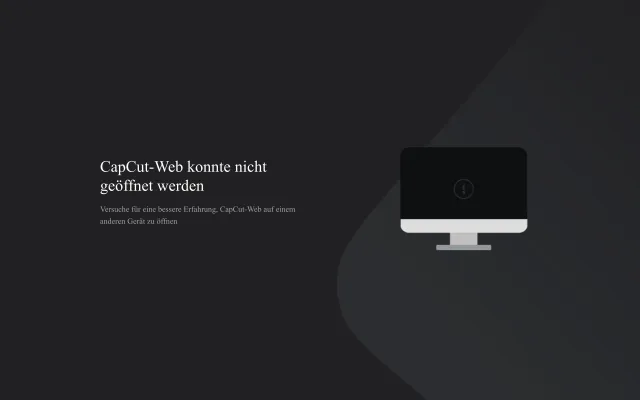 CapCut-Web konnte nicht
geöffnet werden
Versuche für eine bessere Erfahrung, CapCut-Web auf einem
anderen Gerät zu öffnen